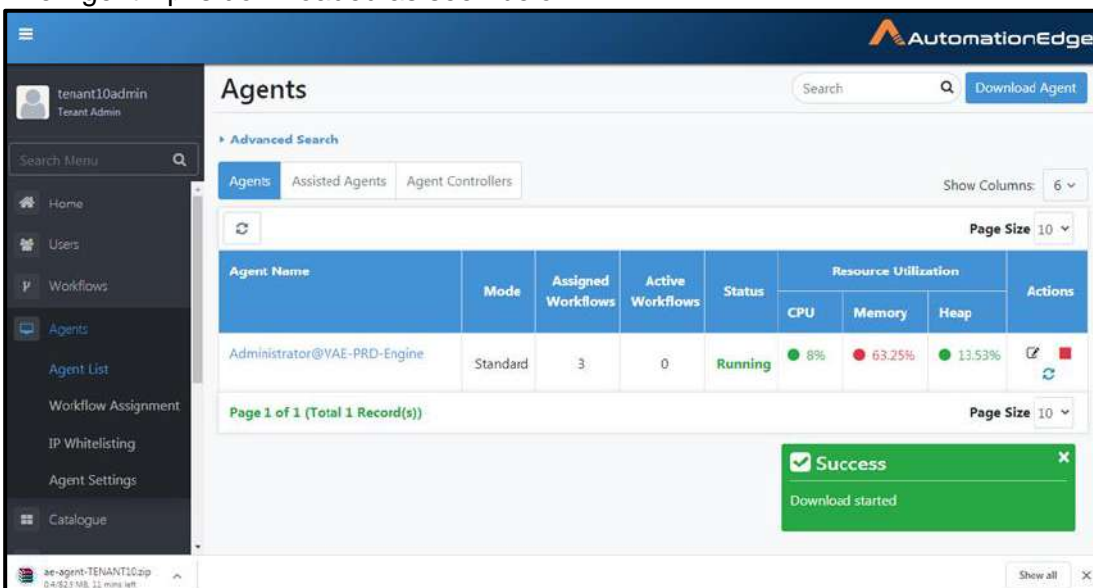 AutomationEdge
tenant10admin
Tenant Admin
Search Menu
Home
Users
Workflows
Agents
Agent List
Workflow Assignment
IP Whitelisting
Agent Settings
Catalogue
Agents
Search
Download Agent
Advanced Search
Agents Assisted Agents Agent Controllers
Show Columns: 6
Page Size 10
Agent Name Mode Assigned Workflows Active Workflows Status Resource Utilization Actions
CPU Memory Heap
Administrator@VAE-PRD-Engine Standard 3 0 Running 8% 63.25% 13.53%
Page 1 of 1 (Total 1 Record(s))
Page Size 10
Success
Download started
ae-agent-TENANT10.zip
11 mins left
Show all